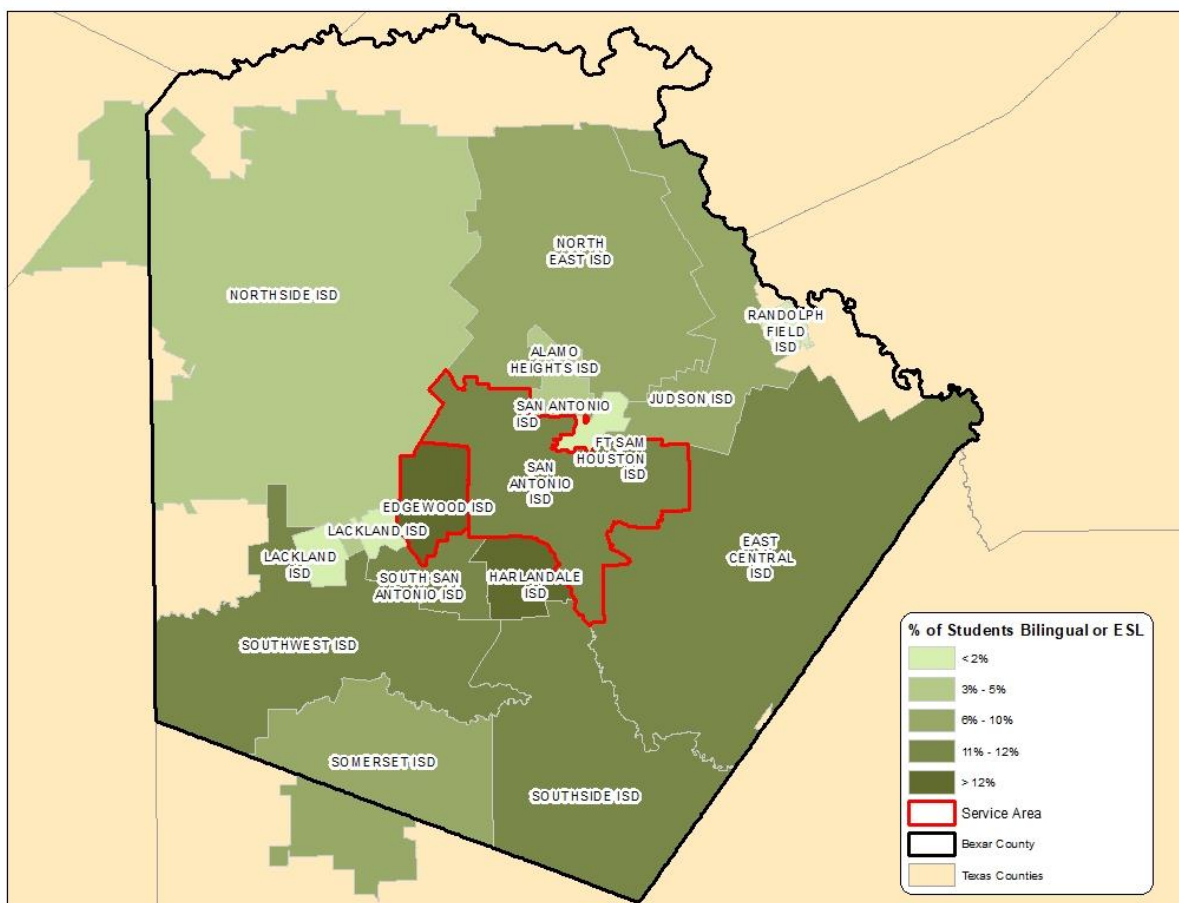 NORTH
EAST ISD
NORTHSIDE ISD
RANDOLPH
FIELD
ISD
ALAMO
HEIGHTS ISD
JUDSON ISD
SAN ANTONIO
ISD
FT SAM
HOUSTON
ISD
SAN
ANTONIO
ISD
EDGEWOOD ISD
LACKLAND ISD
LACKLAND
ISD
EAST
CENTRAL
ISD
SOUTH SAN
ANTONIO ISD
HARLANDALE
ISD
SOUTHWEST ISD
SOMERSET ISD
SOUTHSIDE ISD
% of Students Bilingual or ESL
< 2%
3% - 5%
6% - 10%
11% - 12%
> 12%
Service Area
Bexar County
Texas Counties